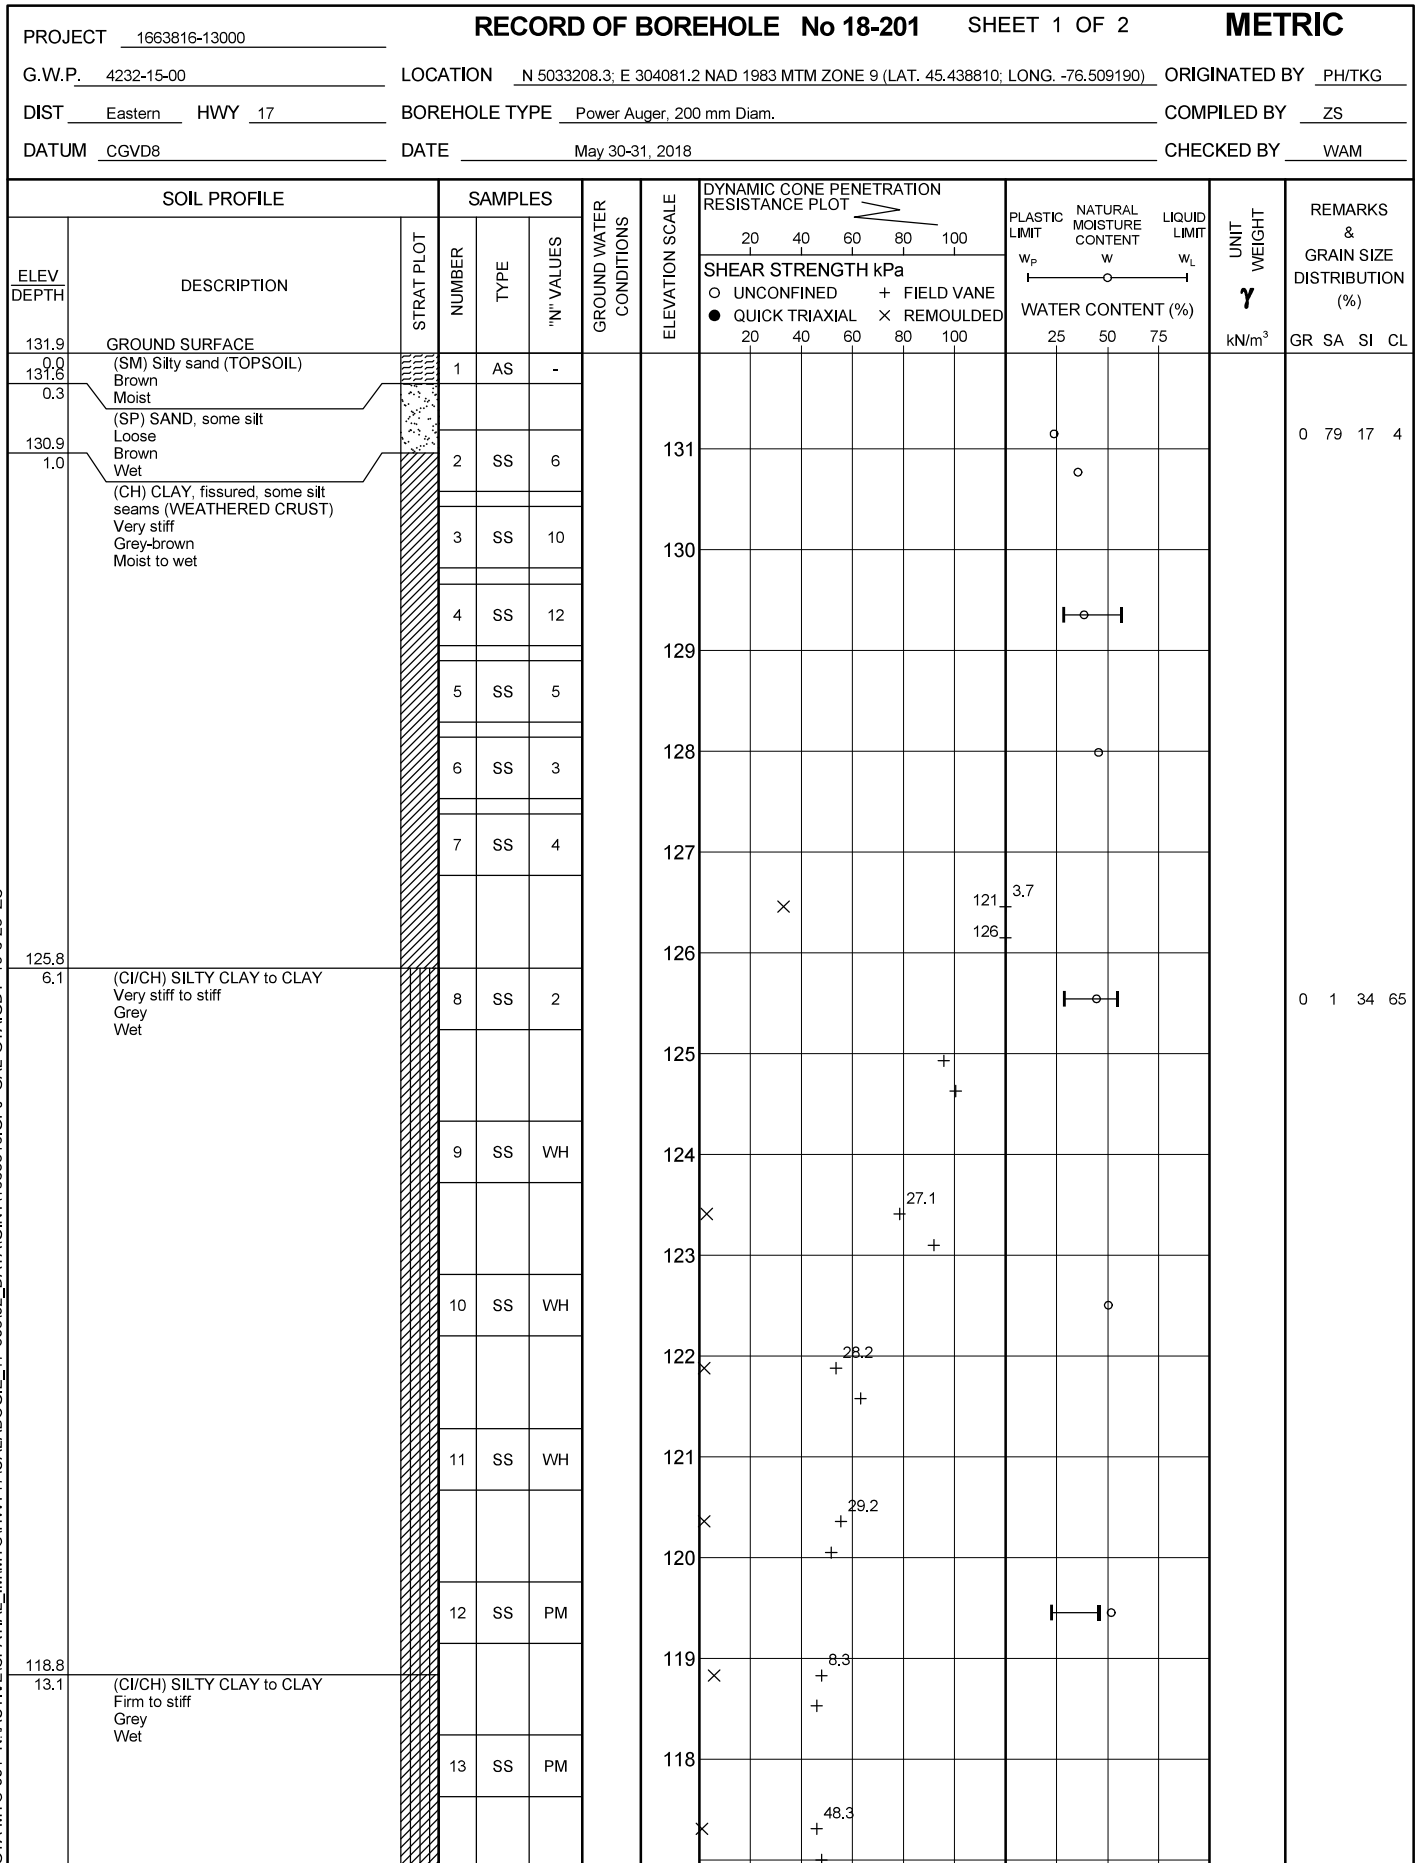 RECORD OF BOREHOLE No 18-201 SHEET 1 OF 2 METRIC
PROJECT 1663816-13000
G.W.P. 4232-15-00 LOCATION N 5033208.3; E 304081.2 NAD 1983 MTM ZONE 9 (LAT. 45.438810; LONG. -76.509190) ORIGINATED BY PH/TKG
DIST Eastern HWY 17 BOREHOLE TYPE Power Auger, 200 mm Diam. COMPILED BY ZS
DATUM CGVD8 DATE May 30-31, 2018 CHECKED BY WAM
SOIL PROFILE
ELEV
DEPTH
DESCRIPTION
STRAT PLOT
SAMPLES
NUMBER
TYPE
"N" VALUES
GROUND WATER
CONDITIONS
ELEVATION SCALE
DYNAMIC CONE PENETRATION
RESISTANCE PLOT
20 40 60 80 100
SHEAR STRENGTH kPa
○ UNCONFINED + FIELD VANE
● QUICK TRIAXIAL × REMOULDED
20 40 60 80 100
PLASTIC
LIMIT
NATURAL
MOISTURE
CONTENT
LIQUID
LIMIT
WP W WL
WATER CONTENT (%)
25 50 75
UNIT
WEIGHT
γ
kN/m³
REMARKS
&
GRAIN SIZE
DISTRIBUTION
(%)
GR SA SI CL
131.9 GROUND SURFACE
0.0 (SM) Silty sand (TOPSOIL)
Brown
Moist
131.6
0.3
(SP) SAND, some silt
Loose
Brown
Wet
130.9
1.0
(CH) CLAY, fissured, some silt
seams (WEATHERED CRUST)
Very stiff
Grey-brown
Moist to wet
125.8
6.1 (CI/CH) SILTY CLAY to CLAY
Very stiff to stiff
Grey
Wet
118.8
13.1 (CI/CH) SILTY CLAY to CLAY
Firm to stiff
Grey
Wet
1 AS -
2 SS 6
3 SS 10
4 SS 12
5 SS 5
6 SS 3
7 SS 4
8 SS 2
9 SS WH
10 SS WH
11 SS WH
12 SS PM
13 SS PM
131
130
129
128
127
126
125
124
123
122
121
120
119
118
121 3.7
126
27.1
28.2
29.2
8.3
48.3
0 79 17 4
0 1 34 65